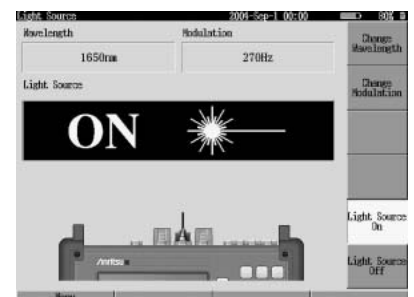 Light Source 2004-Sep-1 00:00 80%
Wavelength Modulation
1650nm 270Hz
Light Source
ON
Change
Wavelength
Change
Modulation
Light Source
On
Light Source
Off
Anritsu
Menu